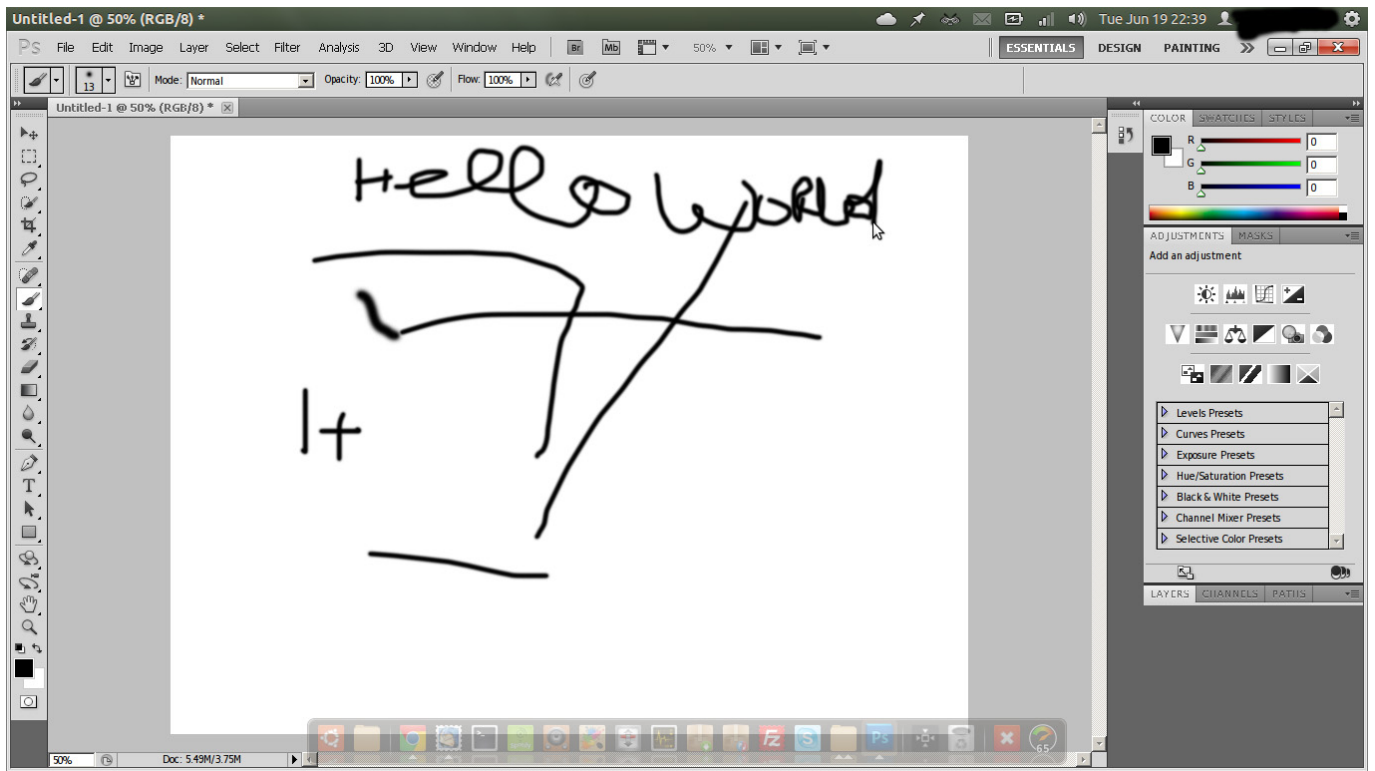 Untitled-1 @ 50% (RGB/8) *
Tue Jun 19 22:39
Ps File Edit Image Layer Select Filter Analysis 3D View Window Help Br Mb 50% ESSENTIALS DESIGN PAINTING
13 Mode: Normal Opacity: 100% Flow: 100%
Untitled-1 @ 50% (RGB/8) *
Hello World
1+
COLOR SWATCHES STYLES
R 0
G 0
B 0
ADJUSTMENTS MASKS
Add an adjustment
Levels Presets
Curves Presets
Exposure Presets
Hue/Saturation Presets
Black & White Presets
Channel Mixer Presets
Selective Color Presets
LAYERS CHANNELS PATHS
T
Fz S Ps 65
50% Doc: 5.49M/3.75M